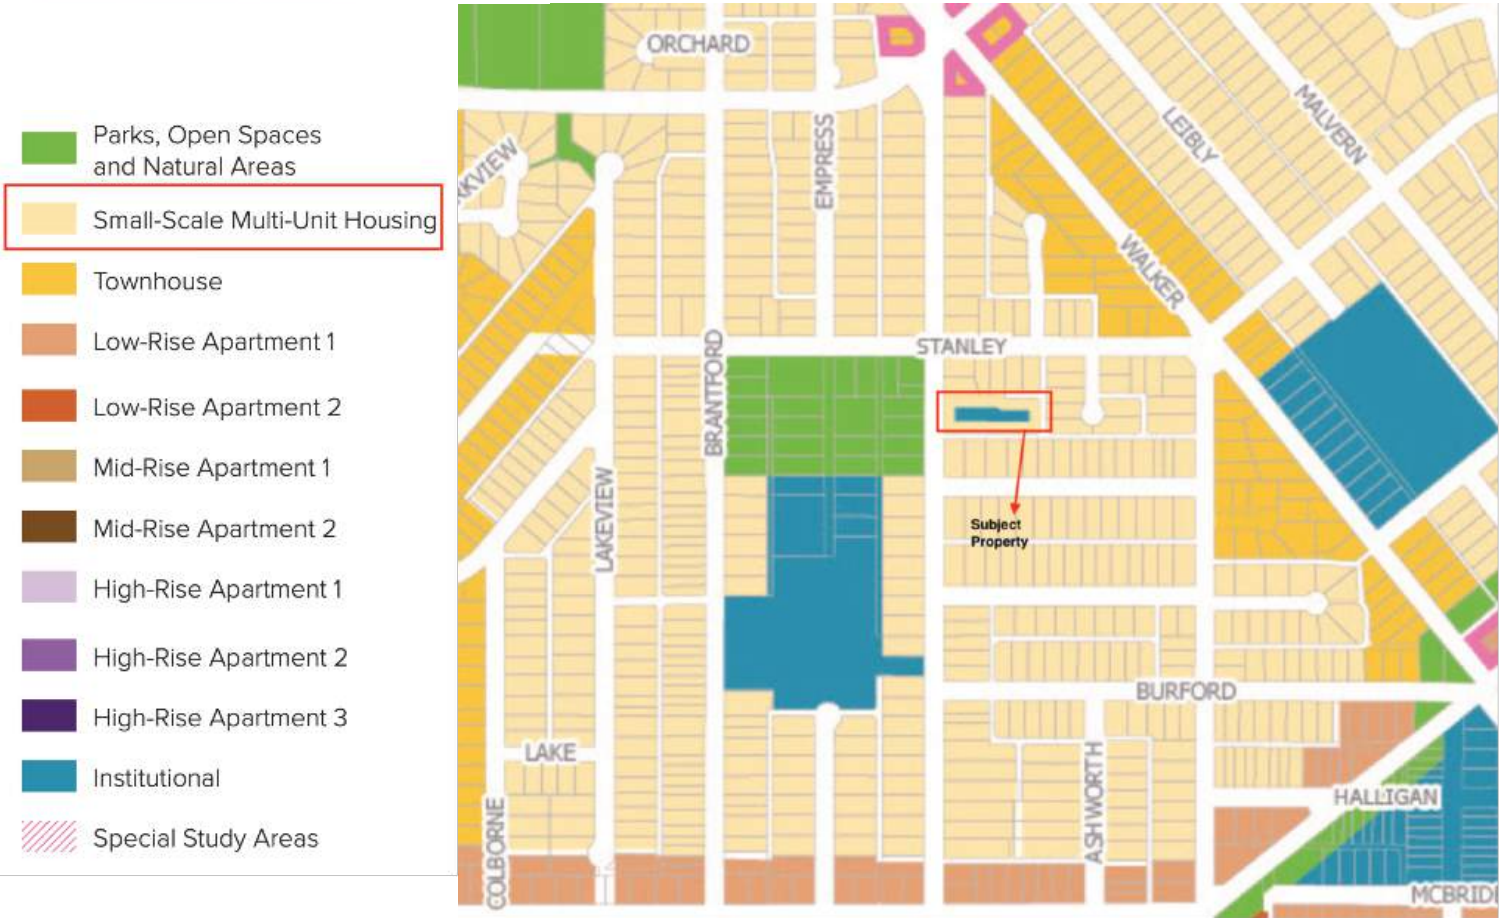 Parks, Open Spaces
and Natural Areas
Small-Scale Multi-Unit Housing
Townhouse
Low-Rise Apartment 1
Low-Rise Apartment 2
Mid-Rise Apartment 1
Mid-Rise Apartment 2
High-Rise Apartment 1
High-Rise Apartment 2
High-Rise Apartment 3
Institutional
Special Study Areas
ORCHARD
MALVERN
LEIBLY
EMPRESS
RKVIEW
WALKER
STANLEY
BRANTFORD
LAKEVIEW
Subject
Property
BURFORD
LAKE
ASHWORTH
HALLIGAN
COLBORNE
MCBRID